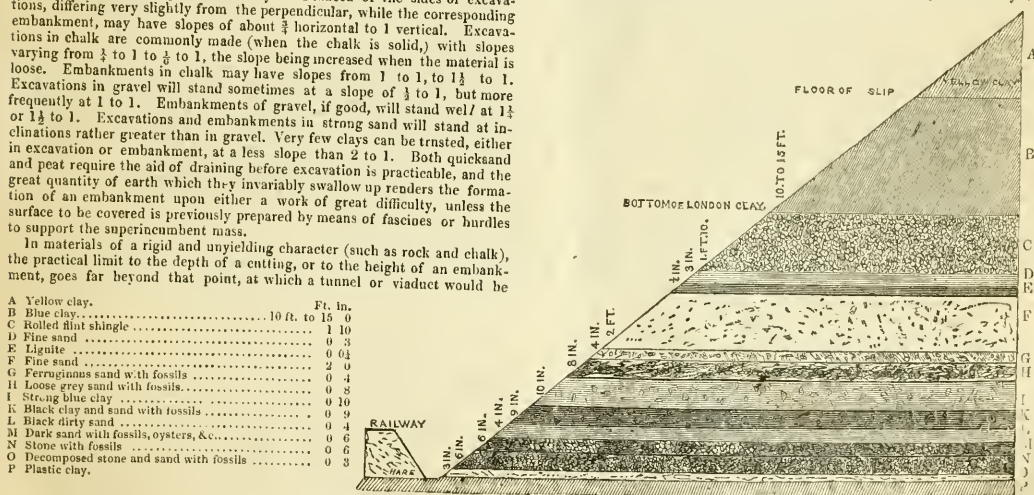 tions, differing very slightly from the perpendicular, while the corresponding
embankment, may have slopes of about ¾ horizontal to 1 vertical. Excava-
tions in chalk are commonly made (when the chalk is solid,) with slopes
varying from to 1 to to 1, the slope being increased when the material is
loose. Embankments in chalk may have slopes from 1 to 1, to 1½ to 1.
Excavations in gravel will stand sometimes at a slope of to 1, but more
frequently at 1 to 1. Embankments of gravel, if good, will stand well at
or 1½ to 1. Excavations and embankments in strong sand will stand at in-
clinations rather greater than in gravel. Very few clays can be trnsted, either
in excavation or embankment, at a less slope than 2 to 1. Both quicksand
and peat require the aid of draining before excavation is practicable, and the
great quantity of earth which they invariably swallow up renders the forma-
tion of an embankment upon either a work of great difficulty, unless the
surface to be covered is previously prepared by means of fascioes or hurdles
to support the superincumbent mass.
In materials of a rigid and unyielding character (such as rock and chalk),
the practical limit to the depth of a cutting, or to the height of an embank-
ment, goes far beyond that point, at which a tunnel or viaduct would be
Ft. in.
A Yellow clay.
B Blue clay..............................10 ft. to 15 0
C Rolled flint shingle .............................. 1 10
D Fine sand .............................. 0 3
E Lignite .............................. 0 0½
F Fine sand .............................. 2 0
G Ferruginous sand with fossils .................... 0 4
H Loose grey sand with fossils..................... 0 8
I Strong blue clay .............................. 0 10
K Black clay and sand with fossils ................ 0 9
L Black dirty sand .............................. 0 4
M Dark sand with fossils, oysters, &c.............. 0 6
N Stone with fossils .............................. 0 6
O Decomposed stone and sand with fossils .......... 0 3
P Plastic clay.
RAILWAY
SHARE
YELLOW CLAY
FLOOR OF SLIP
10. TO 15 FT.
BOTTOM OF LONDON CLAY.
1.FT.10.
3 IN.
½ IN.
2 FT.
4 IN.
8 IN.
10 IN.
9 IN.
4 IN.
6 IN.
6 IN.
3 IN.
A
B
C
D
E
F
G
H
I
K
N